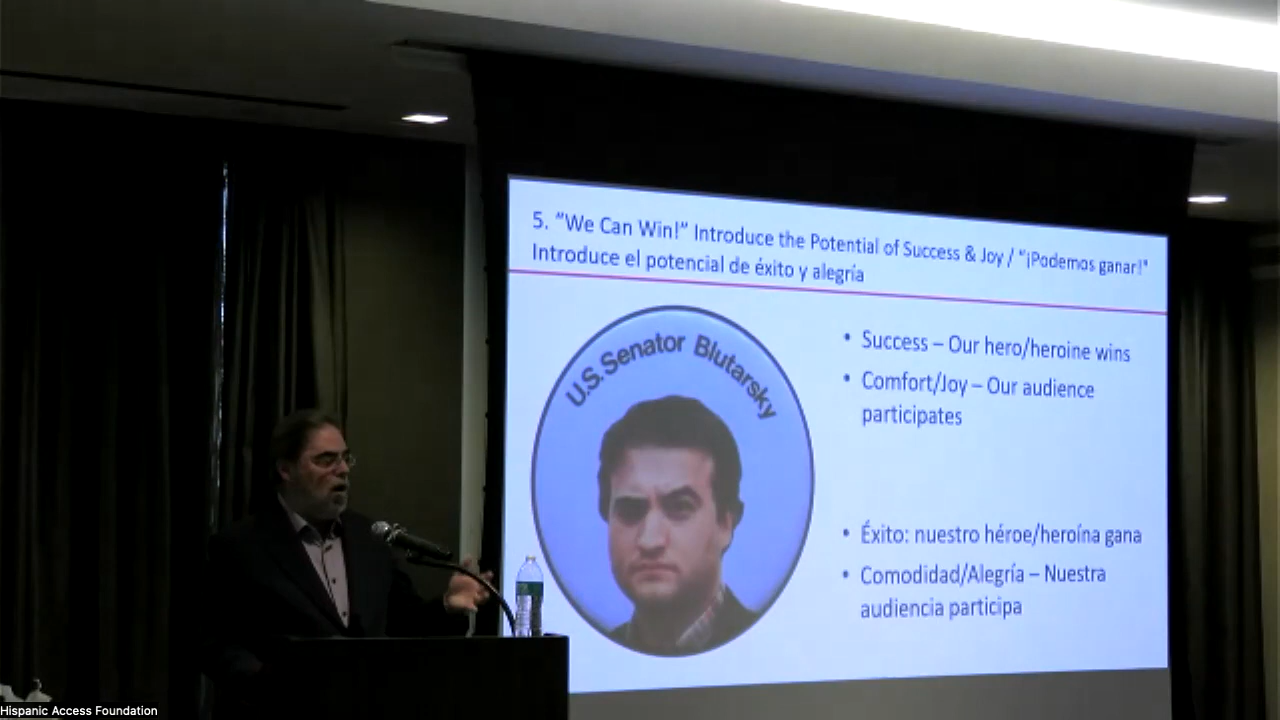 5. "We Can Win!" Introduce the Potential of Success & Joy / "¡Podemos ganar!"
Introduce el potencial de éxito y alegría
U.S. Senator Blutarsky
• Success – Our hero/heroine wins
• Comfort/Joy – Our audience
participates
• Éxito: nuestro héroe/heroína gana
• Comodidad/Alegría – Nuestra
audiencia participa
Hispanic Access Foundation